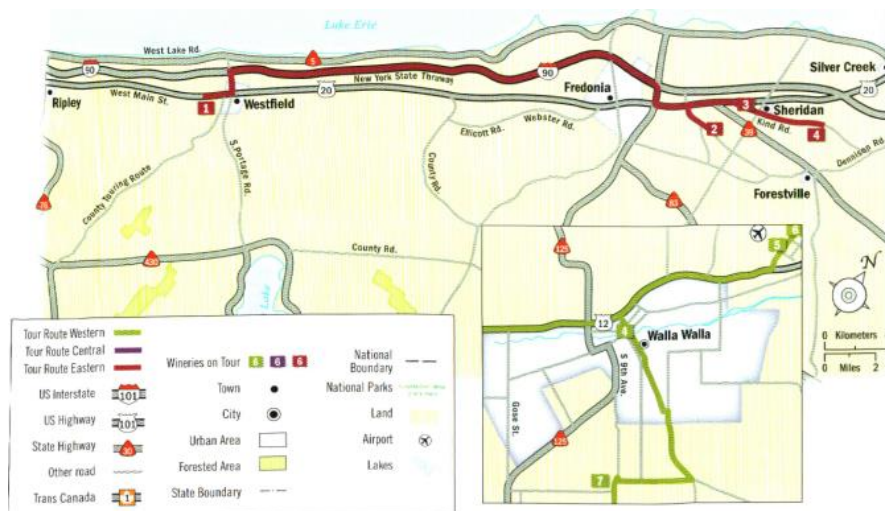 Lake Erie
West Lake Rd.
5
Silver Creek
90
New York State Thruway
90
Fredonia
20
Ripley
West Main St.
1
Westfield
20
3
Sheridan
Ellicott Rd.
Webster Rd.
2
39
Kind Rd.
4
Dennison Rd.
County Touring Route
S Portage Rd.
County Rd.
Forestville
76
83
430
County Rd.
Lake
125
6
5
N
12
4
Walla Walla
S 9th Ave.
Gose St.
125
7
0 Kilometers 2
0 Miles 2
Tour Route Western
Tour Route Central
Tour Route Eastern
US Interstate
101
US Highway
101
State Highway
30
Other road
Trans Canada
1
Wineries on Tour
6 6 6
Town
City
Urban Area
Forested Area
State Boundary
National Boundary
National Parks
Land
Airport
Lakes